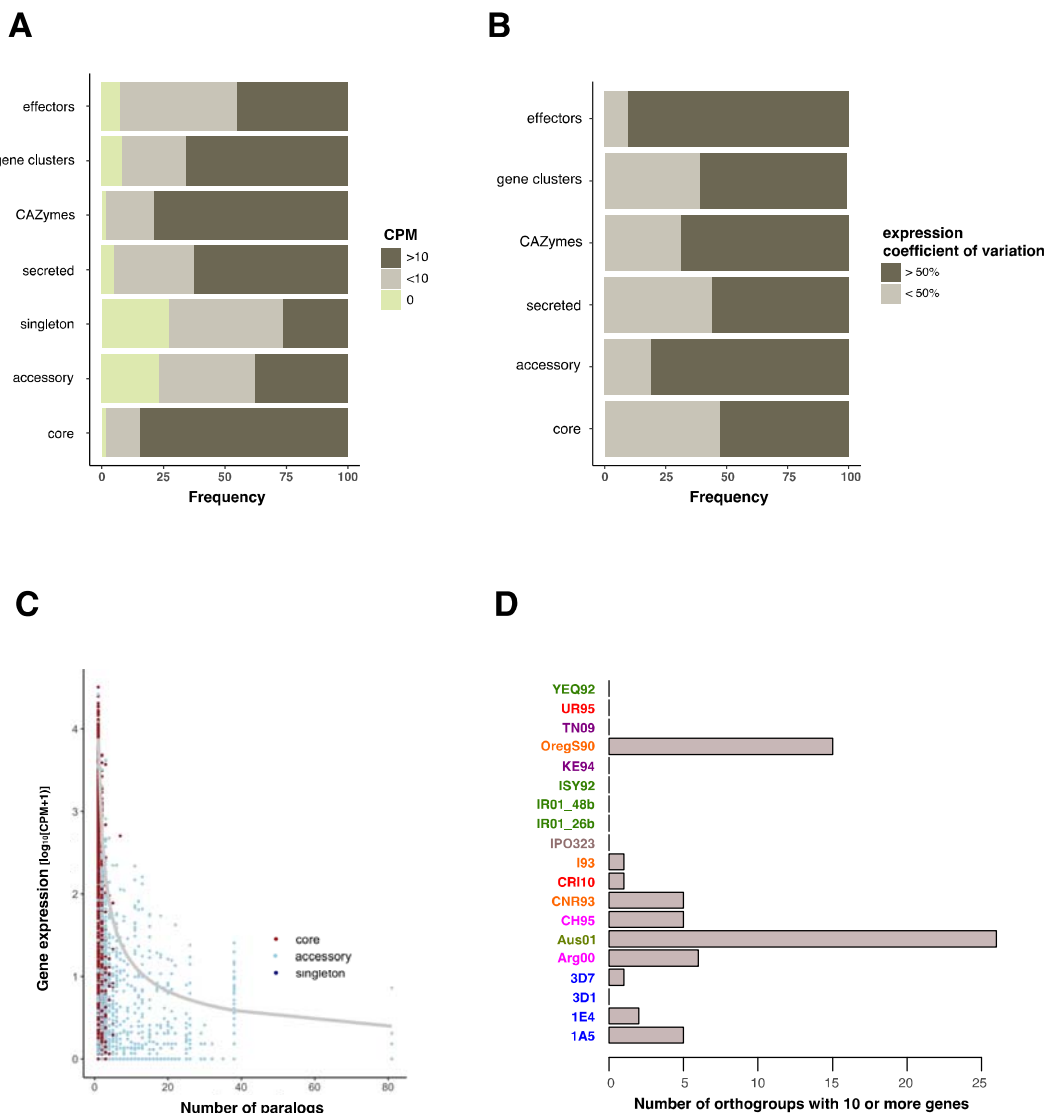 A
effectors
gene clusters
CAZymes
secreted
singleton
accessory
core
0
25
50
75
100
Frequency
CPM
>10
<10
0
B
effectors
gene clusters
CAZymes
secreted
accessory
core
0
25
50
75
100
Frequency
expression
coefficient of variation
> 50%
< 50%
C
Gene expression [log10[CPM+1)]
4
3
2
1
0
0
20
40
60
80
Number of paralogs
core
accessory
singleton
D
YEQ92
UR95
TN09
OregS90
KE94
ISY92
IR01_48b
IR01_26b
IPO323
I93
CRI10
CNR93
CH95
Aus01
Arg00
3D7
3D1
1E4
1A5
0
5
10
15
20
25
Number of orthogroups with 10 or more genes